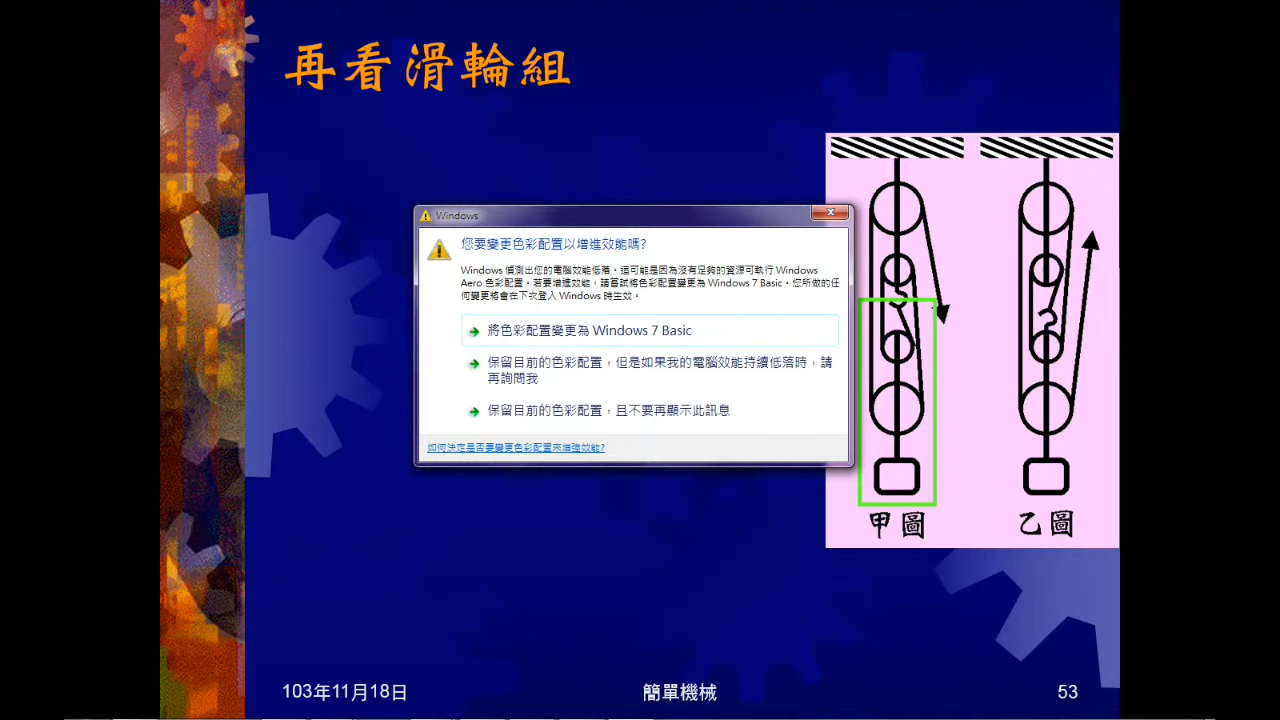 再看滑輪組
Windows
您要變更色彩配置以增進效能嗎?
Windows 偵測出您的電腦效能低落。這可能是因為沒有足夠的資源可執行 Windows
Aero 色彩配置。若要增進效能，請嘗試將色彩配置變更為 Windows 7 Basic。您所做的任
何變更將會在下次登入 Windows 時生效。
將色彩配置變更為 Windows 7 Basic
保留目前的色彩配置，但是如果我的電腦效能持續低落時，請
再詢問我
保留目前的色彩配置，且不要再顯示此訊息
如何決定是否要變更色彩配置來增強效能?
甲圖
乙圖
103年11月18日
簡單機械
53